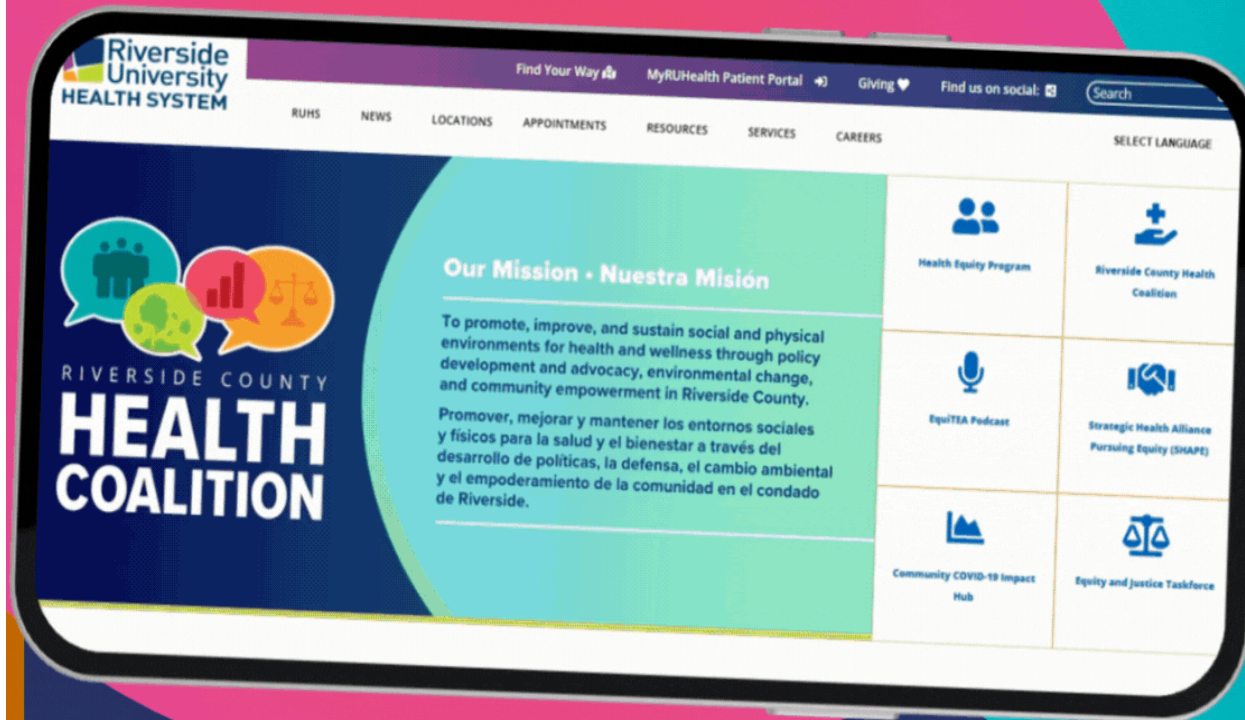 Riverside
University
HEALTH SYSTEM
Find Your Way
MyRUHealth Patient Portal
Giving
Find us on social:
Search
RUHS
NEWS
LOCATIONS
APPOINTMENTS
RESOURCES
SERVICES
CAREERS
SELECT LANGUAGE
RIVERSIDE COUNTY
HEALTH
COALITION
Our Mission • Nuestra Misión
To promote, improve, and sustain social and physical
environments for health and wellness through policy
development and advocacy, environmental change,
and community empowerment in Riverside County.
Promover, mejorar y mantener los entornos sociales
y físicos para la salud y el bienestar a través del
desarrollo de políticas, la defensa, el cambio ambiental
y el empoderamiento de la comunidad en el condado
de Riverside.
Health Equity Program
Riverside County Health
Coalition
EquiTEA Podcast
Strategic Health Alliance
Pursuing Equity (SHAPE)
Community COVID-19 Impact
Hub
Equity and Justice Taskforce